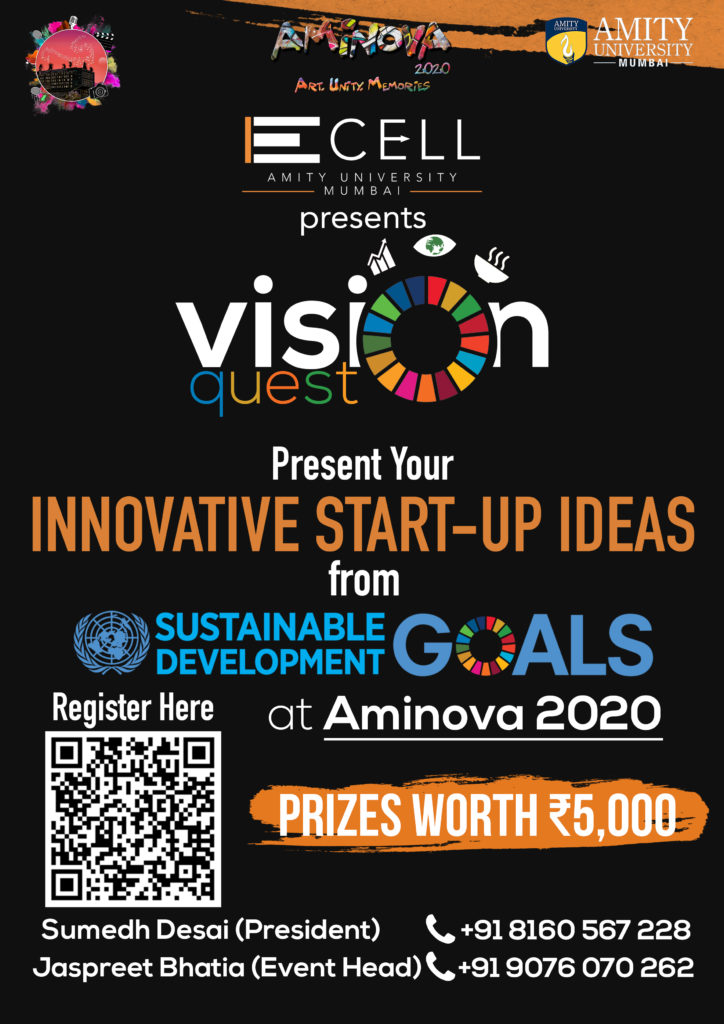 AMINOVA
2020
ART. UNITY. MEMORIES
AMITY
UNIVERSITY
AMITY
UNIVERSITY
MUMBAI
E CELL
AMITY UNIVERSITY
MUMBAI
presents
vision
quest
Present Your
INNOVATIVE START-UP IDEAS
from
SUSTAINABLE
DEVELOPMENT
GOALS
Register Here
at Aminova 2020
PRIZES WORTH ₹5,000
Sumedh Desai (President) +91 8160 567 228
Jaspreet Bhatia (Event Head) +91 9076 070 262